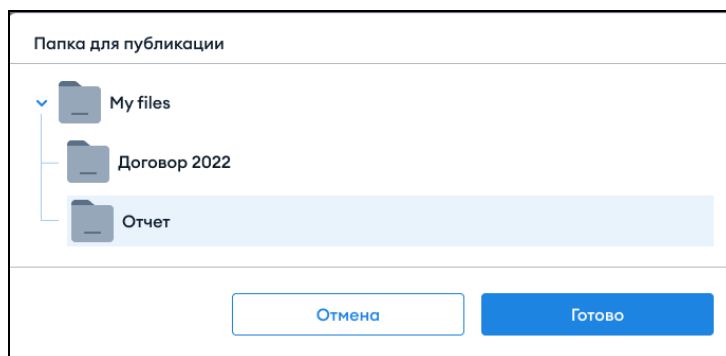 Папка для публикации
My files
Договор 2022
Отчет
Отмена
Готово